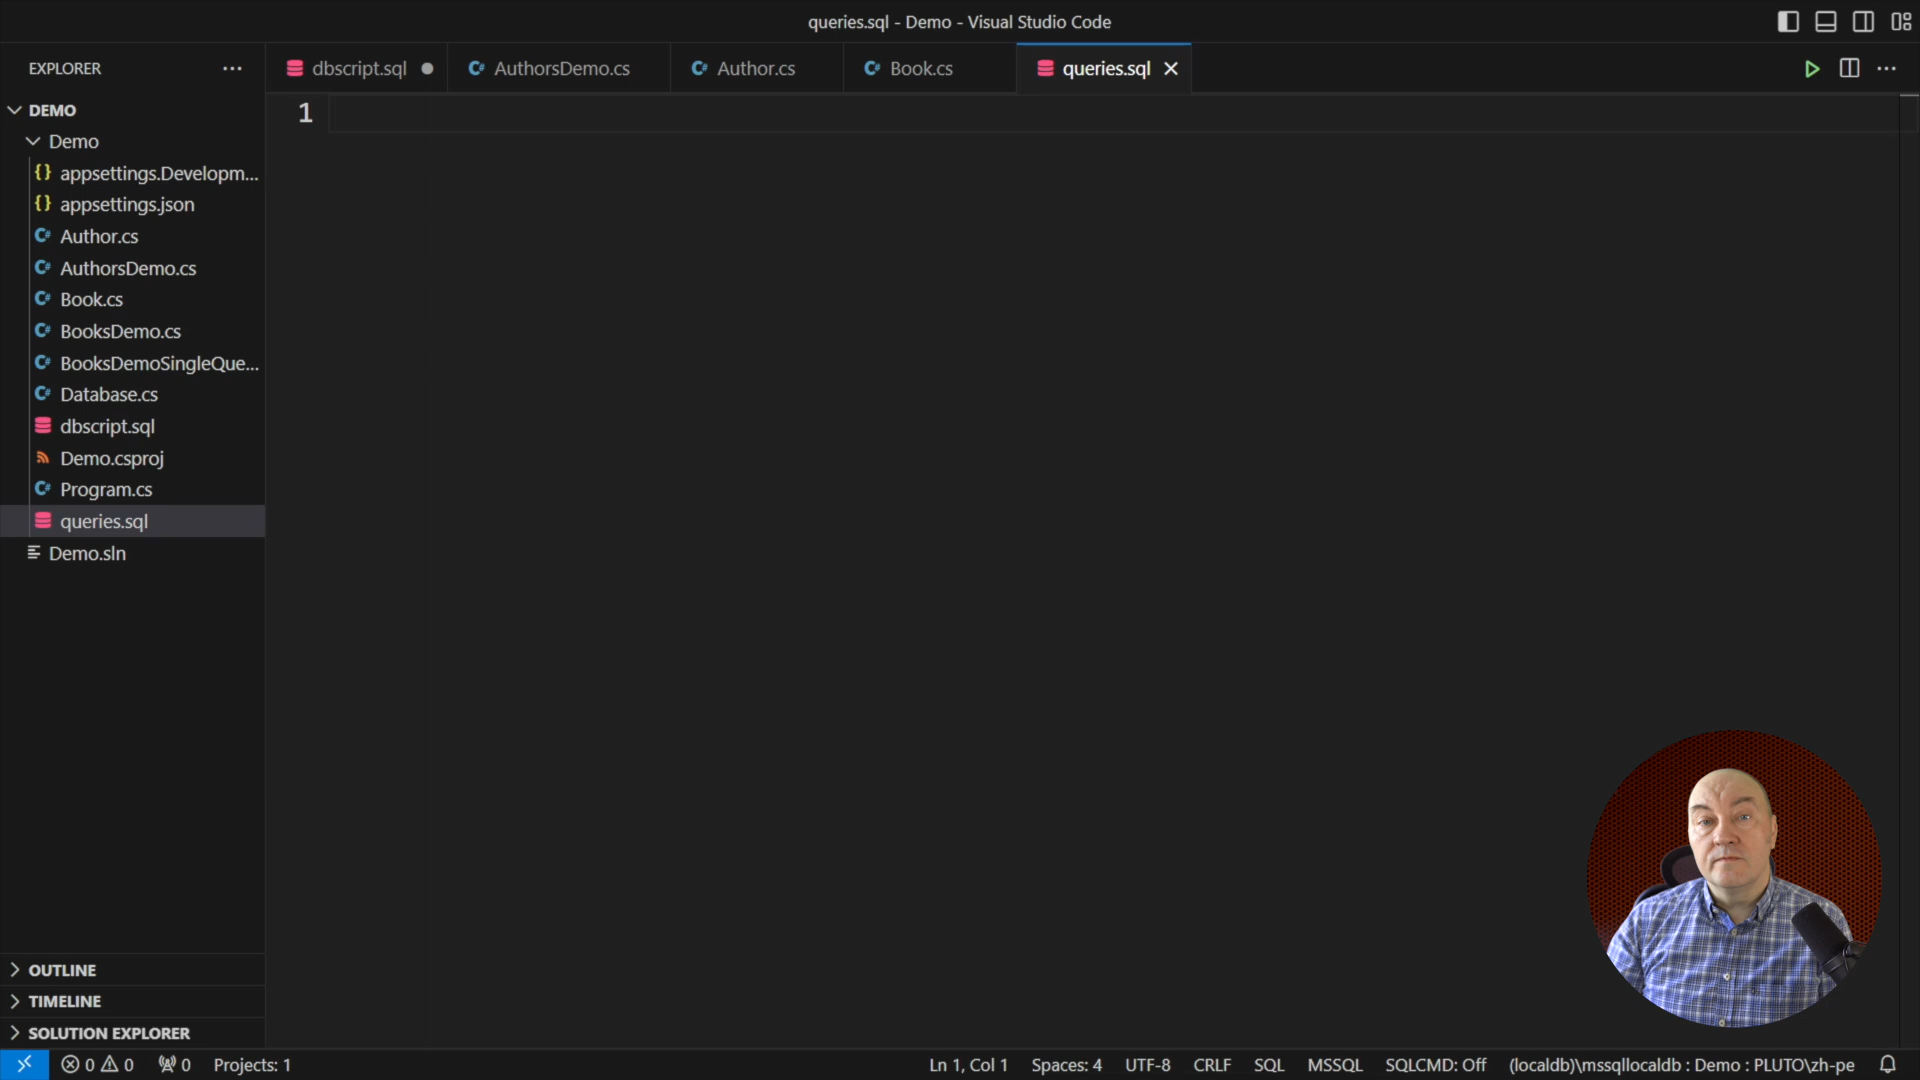 queries.sql - Demo - Visual Studio Code
EXPLORER
dbscript.sql
AuthorsDemo.cs
Author.cs
Book.cs
queries.sql
DEMO
1
Demo
appsettings.Developm...
appsettings.json
Author.cs
AuthorsDemo.cs
Book.cs
BooksDemo.cs
BooksDemoSingleQue...
Database.cs
dbscript.sql
Demo.csproj
Program.cs
queries.sql
Demo.sln
OUTLINE
TIMELINE
SOLUTION EXPLORER
0 0 0 Projects: 1 Ln 1, Col 1 Spaces: 4 UTF-8 CRLF SQL MSSQL SQLCMD: Off (localdb)\mssqllocaldb : Demo : PLUTO\zh-pe